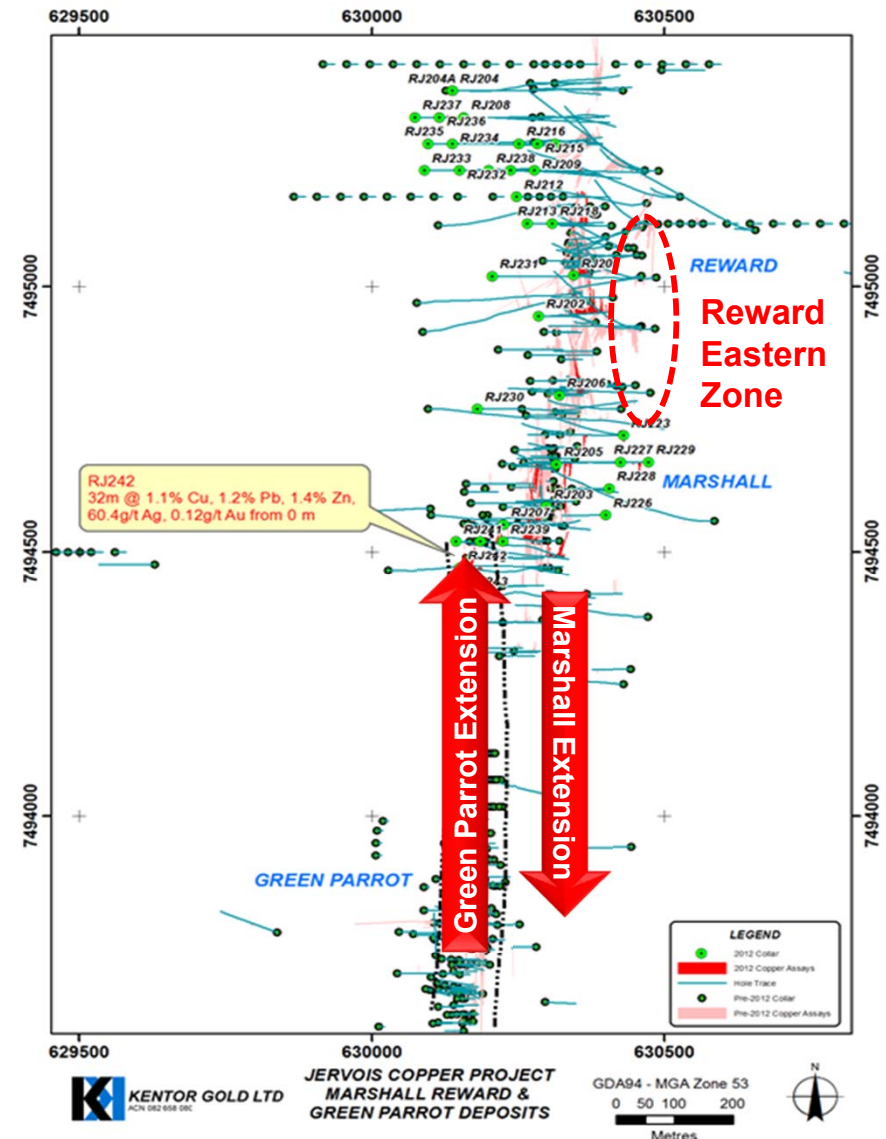 629500
630000
630500
RJ204A RJ204
RJ237
RJ208
RJ236
RJ235
RJ234
RJ216
RJ215
RJ233
RJ238
RJ209
RJ232
RJ212
RJ213
RJ218
7495000
7495000
RJ231
RJ20
REWARD
RJ202
Reward
Eastern
Zone
RJ206
RJ230
RJ205
RJ227
RJ229
RJ228
MARSHALL
RJ203
RJ226
RJ207
RJ242
32m @ 1.1% Cu, 1.2% Pb, 1.4% Zn,
60.4g/t Ag, 0.12g/t Au from 0 m
RJ239
7494500
7494500
Green Parrot Extension
Marshall Extension
7494000
7494000
GREEN PARROT
LEGEND
2012 Collar
2012 Copper Assays
Hole Trace
Pre-2012 Collar
Pre-2012 Copper Assays
629500
630000
630500
KENTOR GOLD LTD
JERVOIS COPPER PROJECT
MARSHALL REWARD &
GREEN PARROT DEPOSITS
GDA94 - MGA Zone 53
0 50 100 200
Metres
N